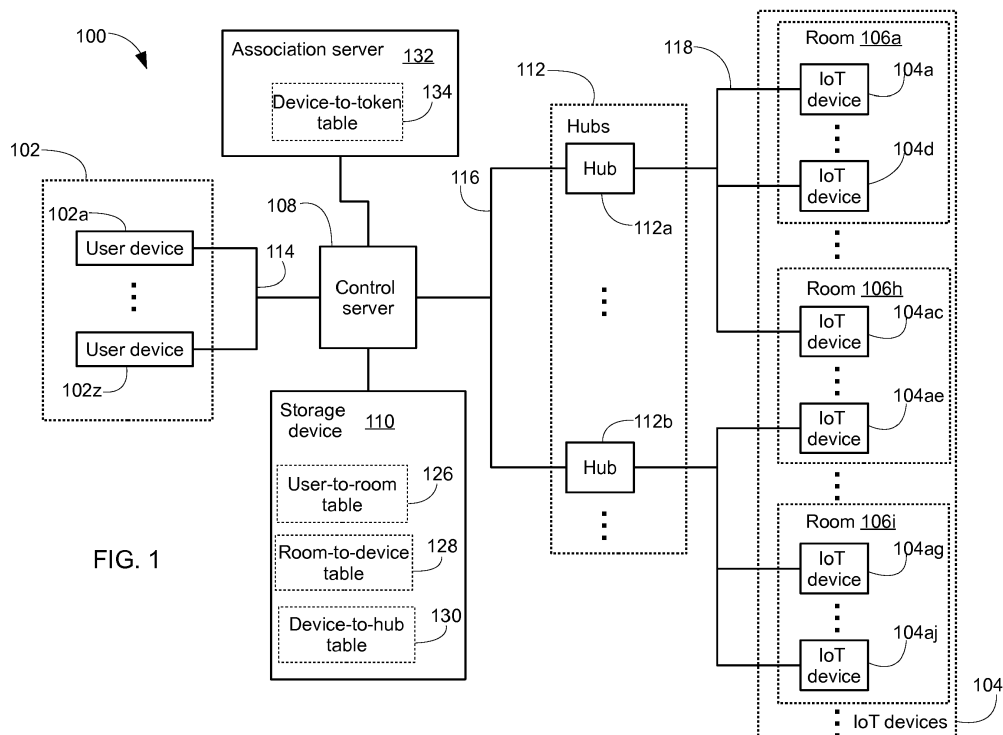 100
Association server
132
Device-to-token
table
134
102
102a
User device
User device
102z
114
108
Control
server
116
Storage
device
110
User-to-room
table
126
Room-to-device
table
128
Device-to-hub
table
130
FIG. 1
112
Hubs
Hub
112a
112b
Hub
118
Room 106a
IoT
device
104a
IoT
device
104d
Room 106h
IoT
device
104ac
IoT
device
104ae
Room 106i
IoT
device
104ag
IoT
device
104aj
IoT devices
104